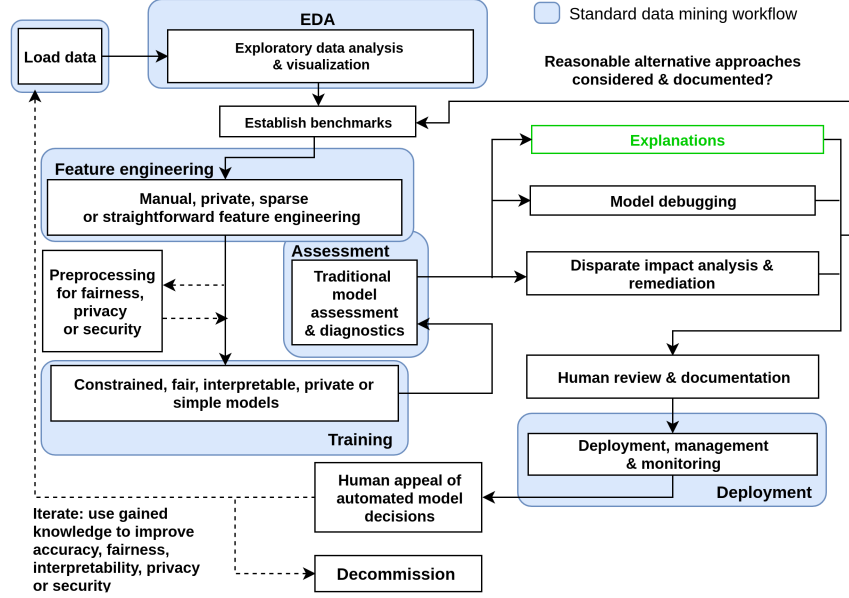 EDA
Standard data mining workflow
Load data
Exploratory data analysis
& visualization
Reasonable alternative approaches
considered & documented?
Establish benchmarks
Explanations
Feature engineering
Manual, private, sparse
or straightforward feature engineering
Model debugging
Assessment
Traditional
model
assessment
& diagnostics
Disparate impact analysis &
remediation
Preprocessing
for fairness,
privacy
or security
Constrained, fair, interpretable, private or
simple models
Training
Human review & documentation
Deployment, management
& monitoring
Deployment
Human appeal of
automated model
decisions
Iterate: use gained
knowledge to improve
accuracy, fairness,
interpretability, privacy
or security
Decommission